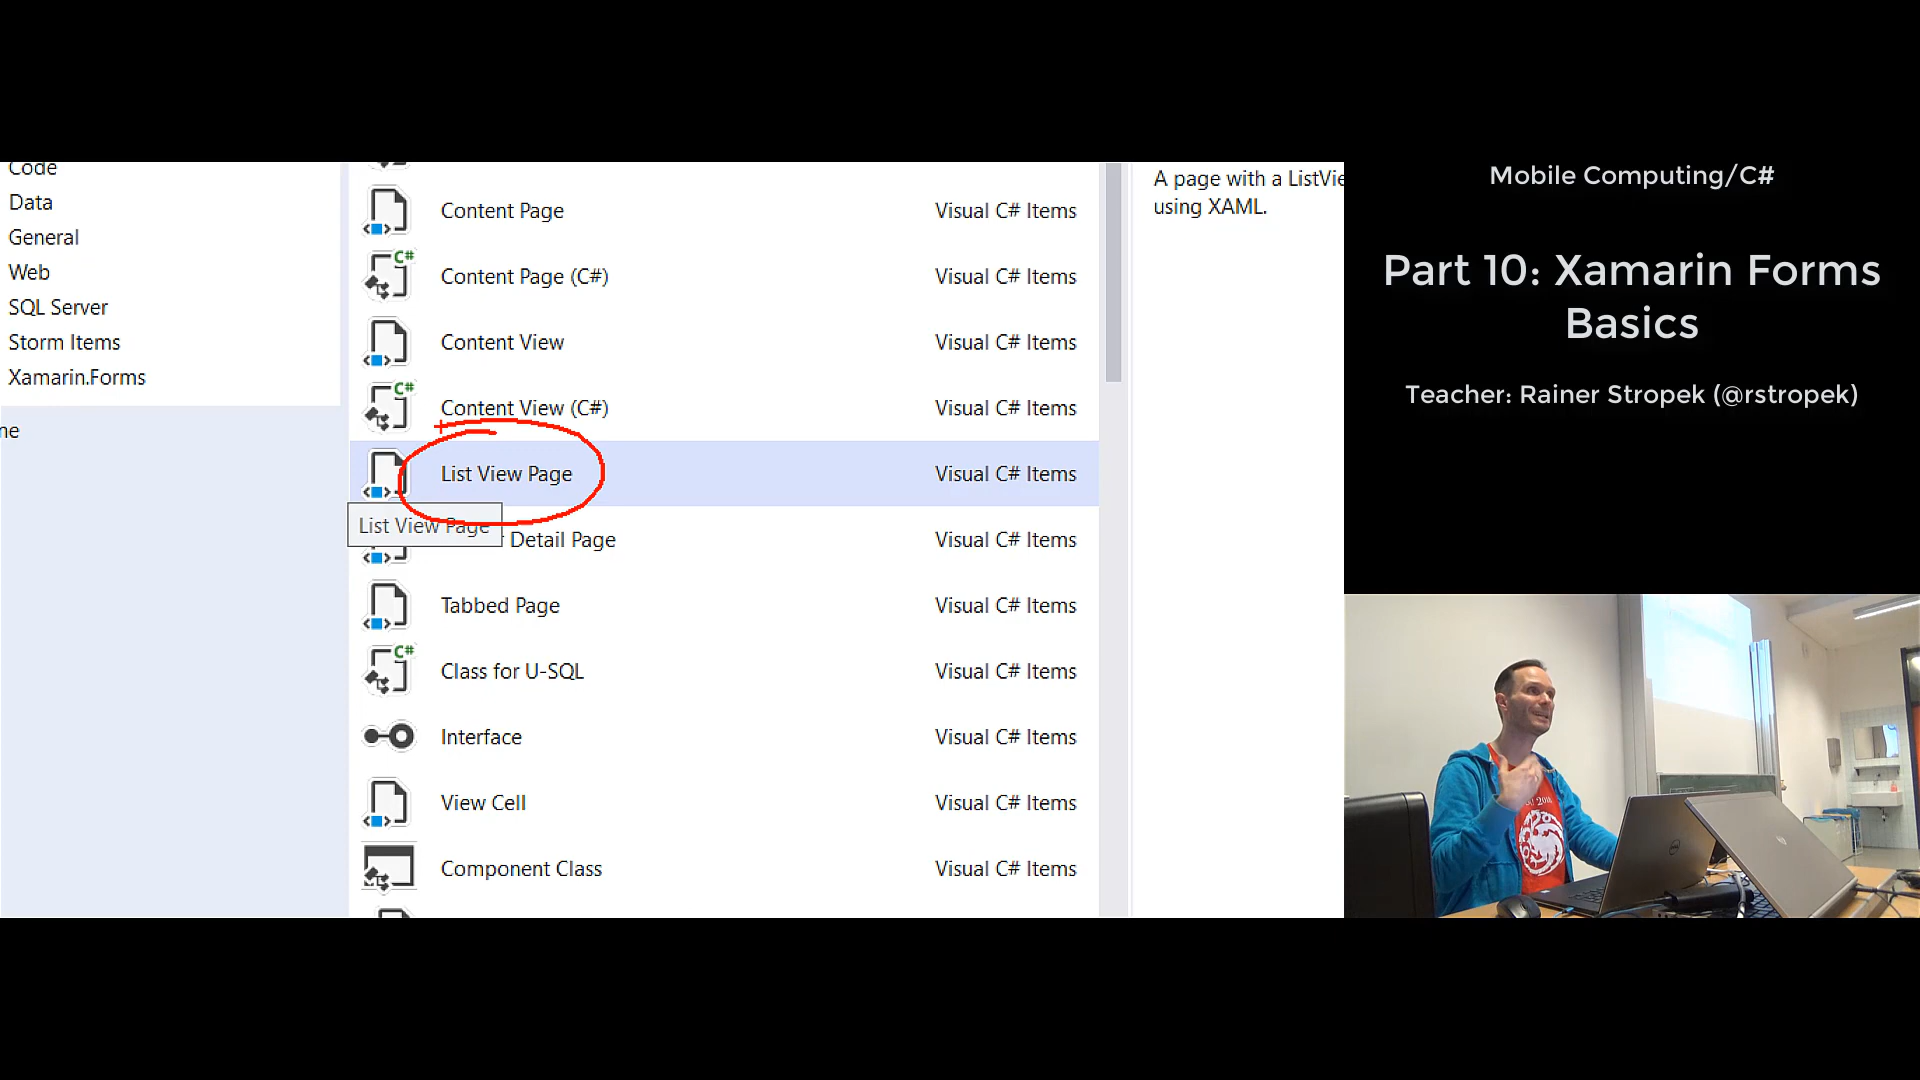 Code
Data
General
Web
SQL Server
Storm Items
Xamarin.Forms
ne
Content Page Visual C# Items
C#
Content Page (C#) Visual C# Items
Content View Visual C# Items
C#
Content View (C#) Visual C# Items
List View Page Visual C# Items
List View Page
Detail Page Visual C# Items
Tabbed Page Visual C# Items
C#
Class for U-SQL Visual C# Items
Interface Visual C# Items
View Cell Visual C# Items
Component Class Visual C# Items
A page with a ListVie
using XAML.
Mobile Computing/C#
Part 10: Xamarin Forms
Basics
Teacher: Rainer Stropek (@rstropek)